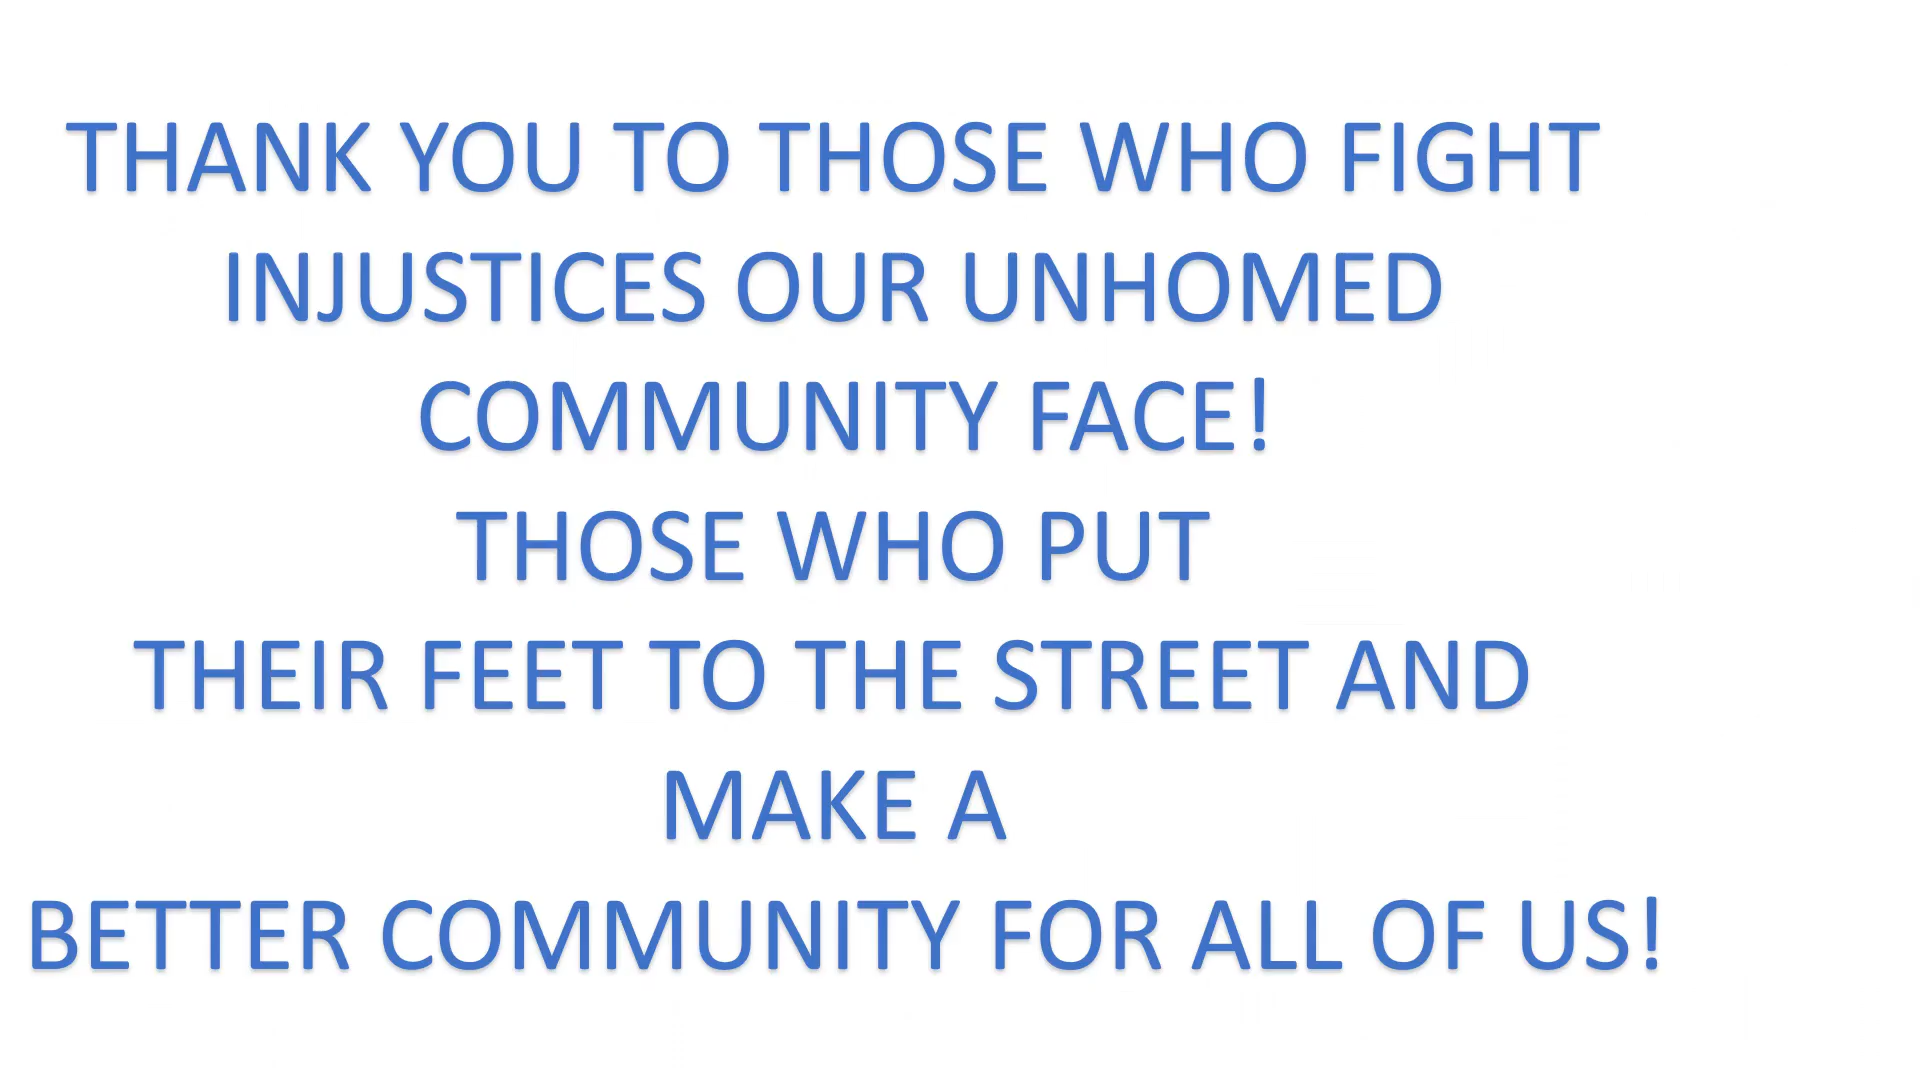 THANK YOU TO THOSE WHO FIGHT
INJUSTICES OUR UNHOMED
COMMUNITY FACE!
THOSE WHO PUT
THEIR FEET TO THE STREET AND
MAKE A
BETTER COMMUNITY FOR ALL OF US!